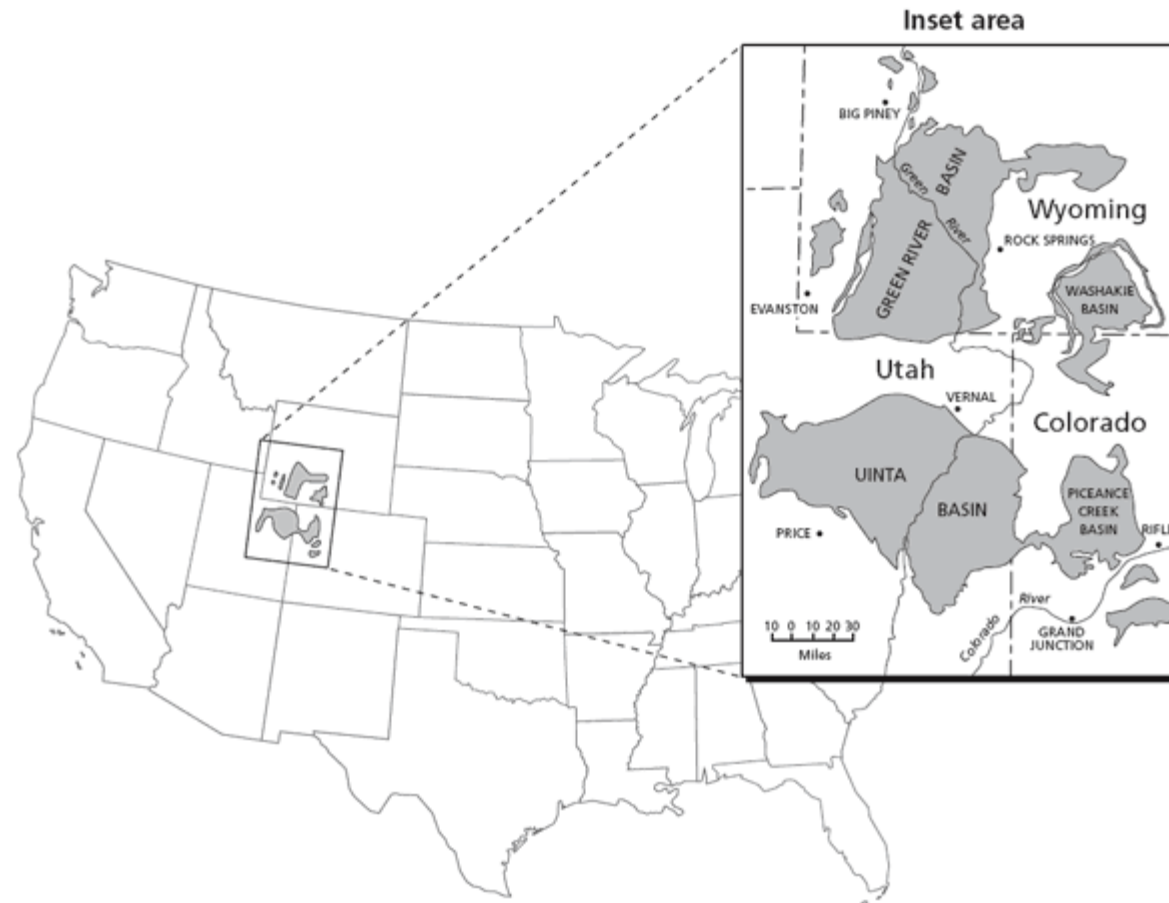 Inset area
BIG PINEY
Green
BASIN
River
GREEN RIVER
Wyoming
ROCK SPRINGS
EVANSTON
WASHAKIE
BASIN
Utah
VERNAL
Colorado
UINTA
BASIN
PICEANCE
CREEK
BASIN
PRICE
RIFL
10 0 10 20 30
Miles
Colorado
River
GRAND
JUNCTION